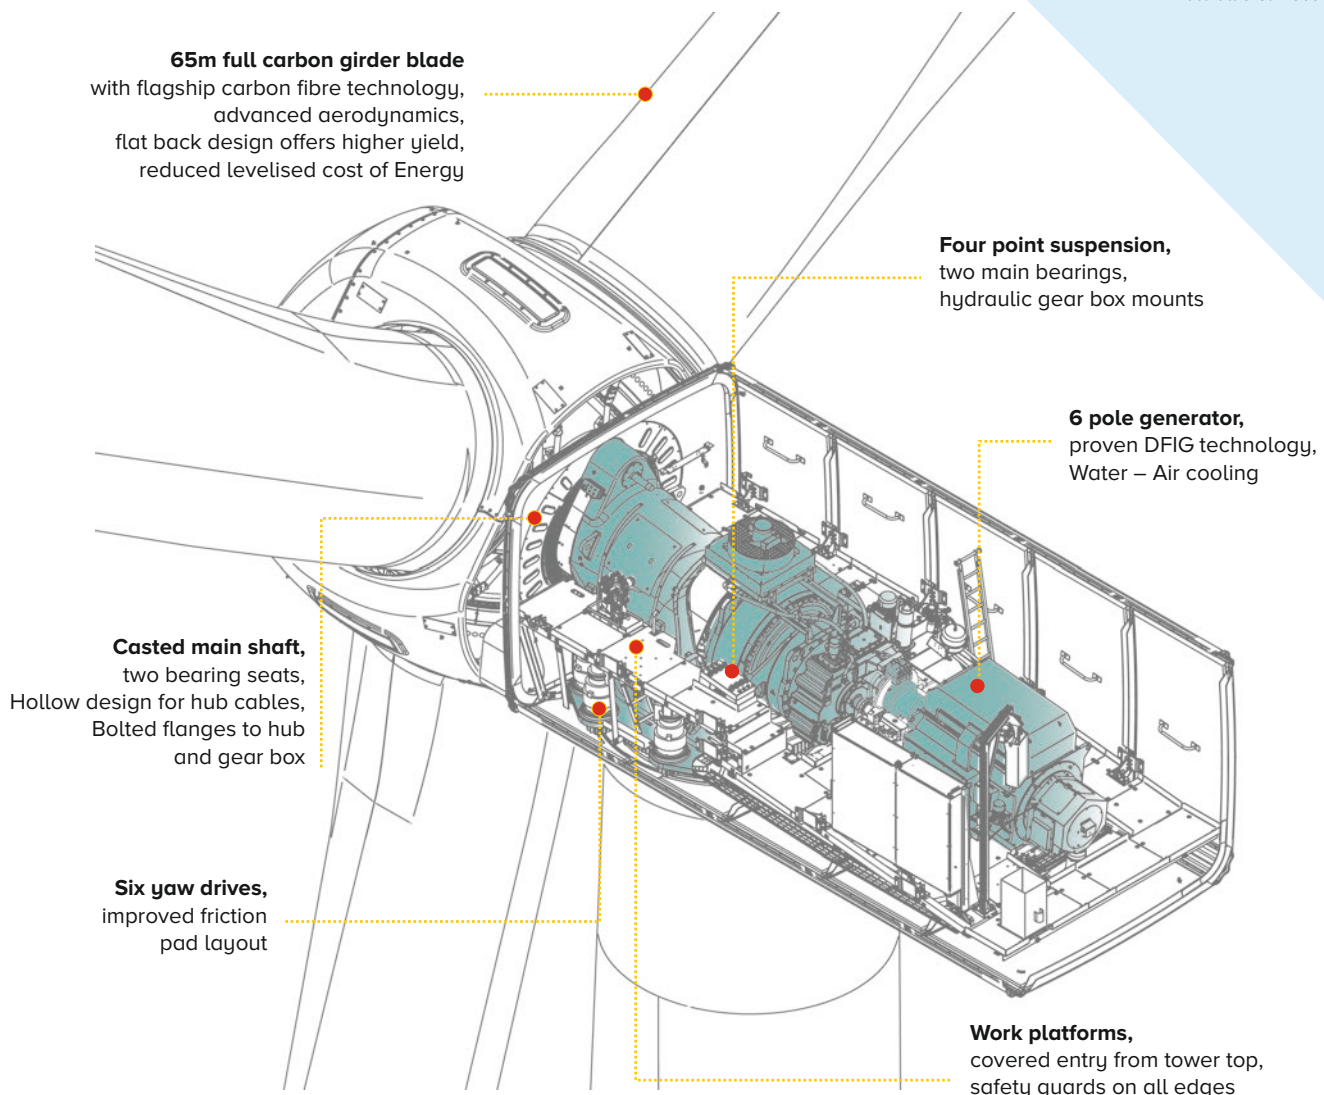 65m full carbon girder blade
with flagship carbon fibre technology,
advanced aerodynamics,
flat back design offers higher yield,
reduced levelised cost of Energy
Four point suspension,
two main bearings,
hydraulic gear box mounts
6 pole generator,
proven DFIG technology,
Water – Air cooling
Casted main shaft,
two bearing seats,
Hollow design for hub cables,
Bolted flanges to hub
and gear box
Six yaw drives,
improved friction
pad layout
Work platforms,
covered entry from tower top,
safety guards on all edges